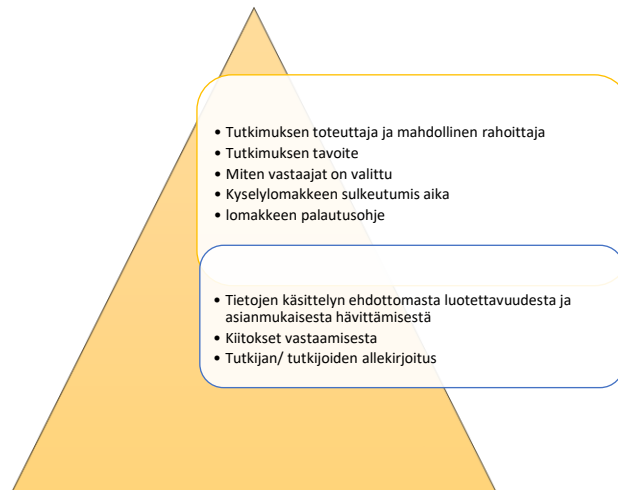 • Tutkimuksen toteuttaja ja mahdollinen rahoittaja
• Tutkimuksen tavoite
• Miten vastaajat on valittu
• Kyselylomakkeen sulkeutumis aika
• lomakkeen palautusohje
• Tietojen käsittelyn ehdottomasta luotettavuudesta ja
asianmukaisesta hävittämisestä
• Kiitokset vastaamisesta
• Tutkijan/ tutkijoiden allekirjoitus